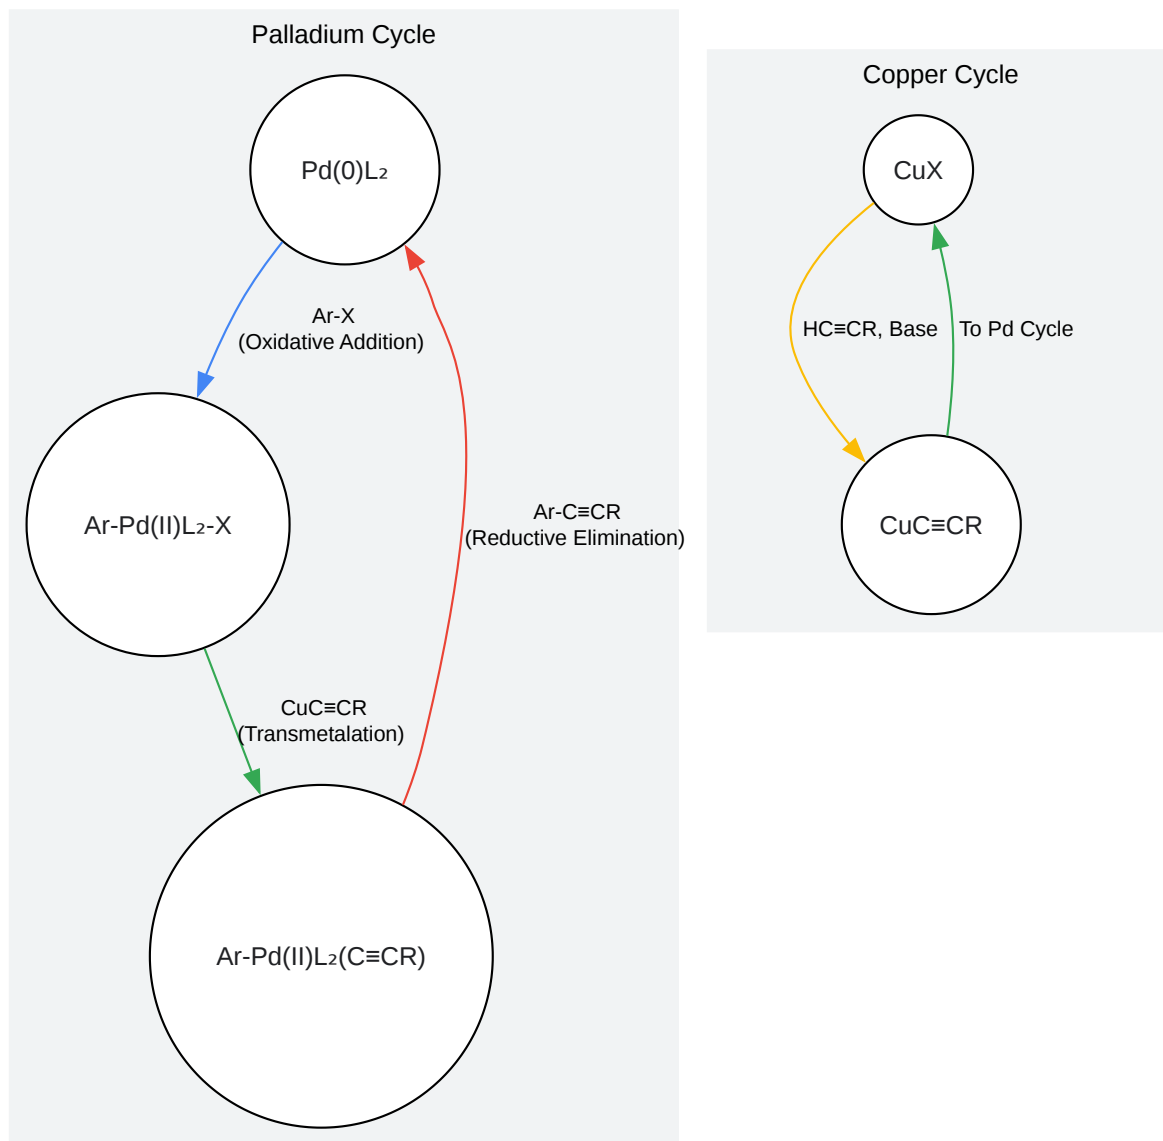 Palladium Cycle
Pd(0)L₂
Ar-X
(Oxidative Addition)
Ar-Pd(II)L₂-X
Ar-C≡CR
(Reductive Elimination)
CuC≡CR
(Transmetalation)
Ar-Pd(II)L₂(C≡CR)
Copper Cycle
CuX
HC≡CR, Base
To Pd Cycle
CuC≡CR